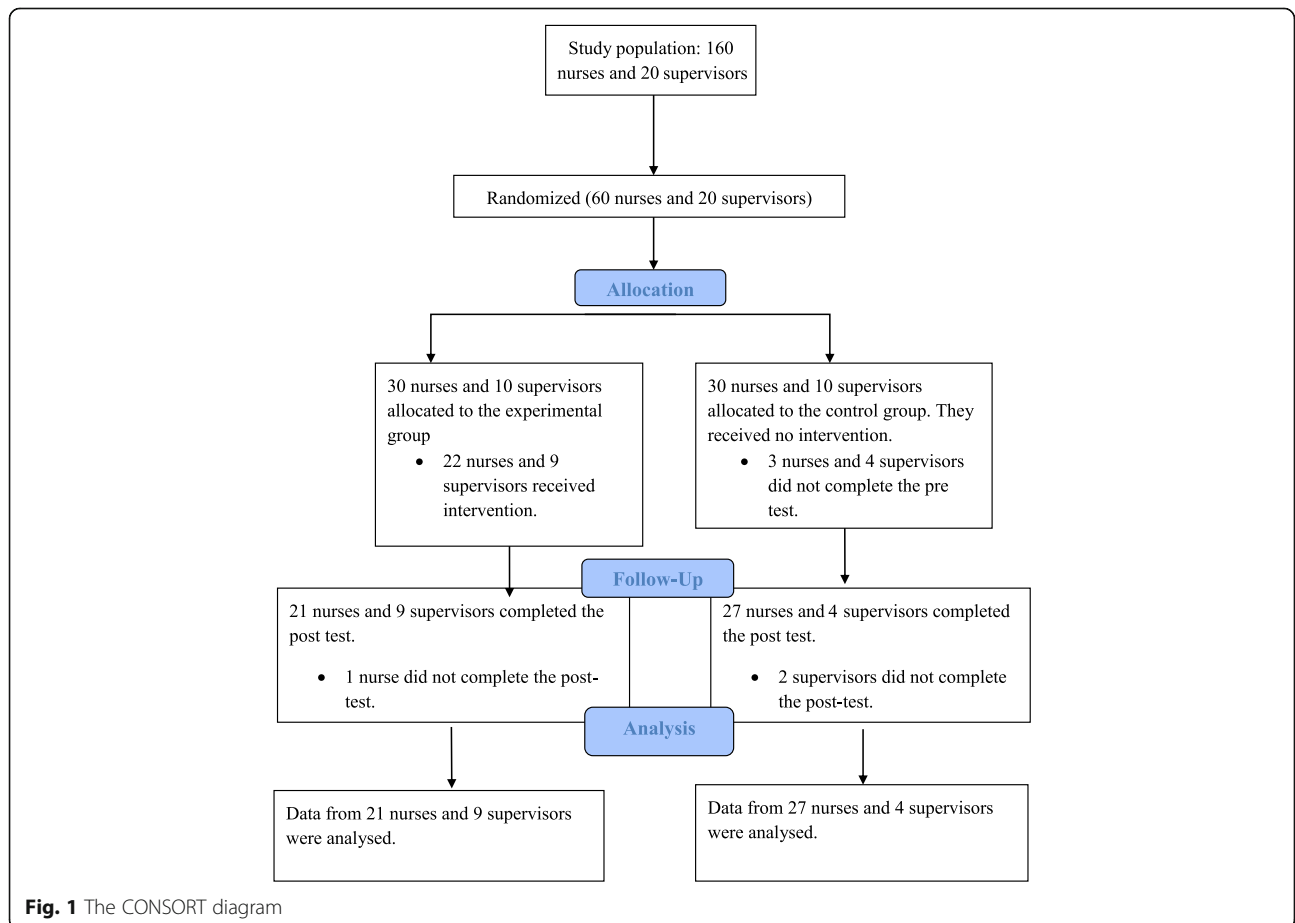 Study population: 160
nurses and 20 supervisors
Randomized (60 nurses and 20 supervisors)
Allocation
30 nurses and 10 supervisors
allocated to the experimental
group
• 22 nurses and 9
supervisors received
intervention.
30 nurses and 10 supervisors
allocated to the control group. They
received no intervention.
• 3 nurses and 4 supervisors
did not complete the pre
test.
Follow-Up
21 nurses and 9 supervisors completed the
post test.
• 1 nurse did not complete the post-
test.
27 nurses and 4 supervisors completed
the post test.
• 2 supervisors did not complete
the post-test.
Analysis
Data from 21 nurses and 9 supervisors
were analysed.
Data from 27 nurses and 4 supervisors
were analysed.
Fig. 1 The CONSORT diagram